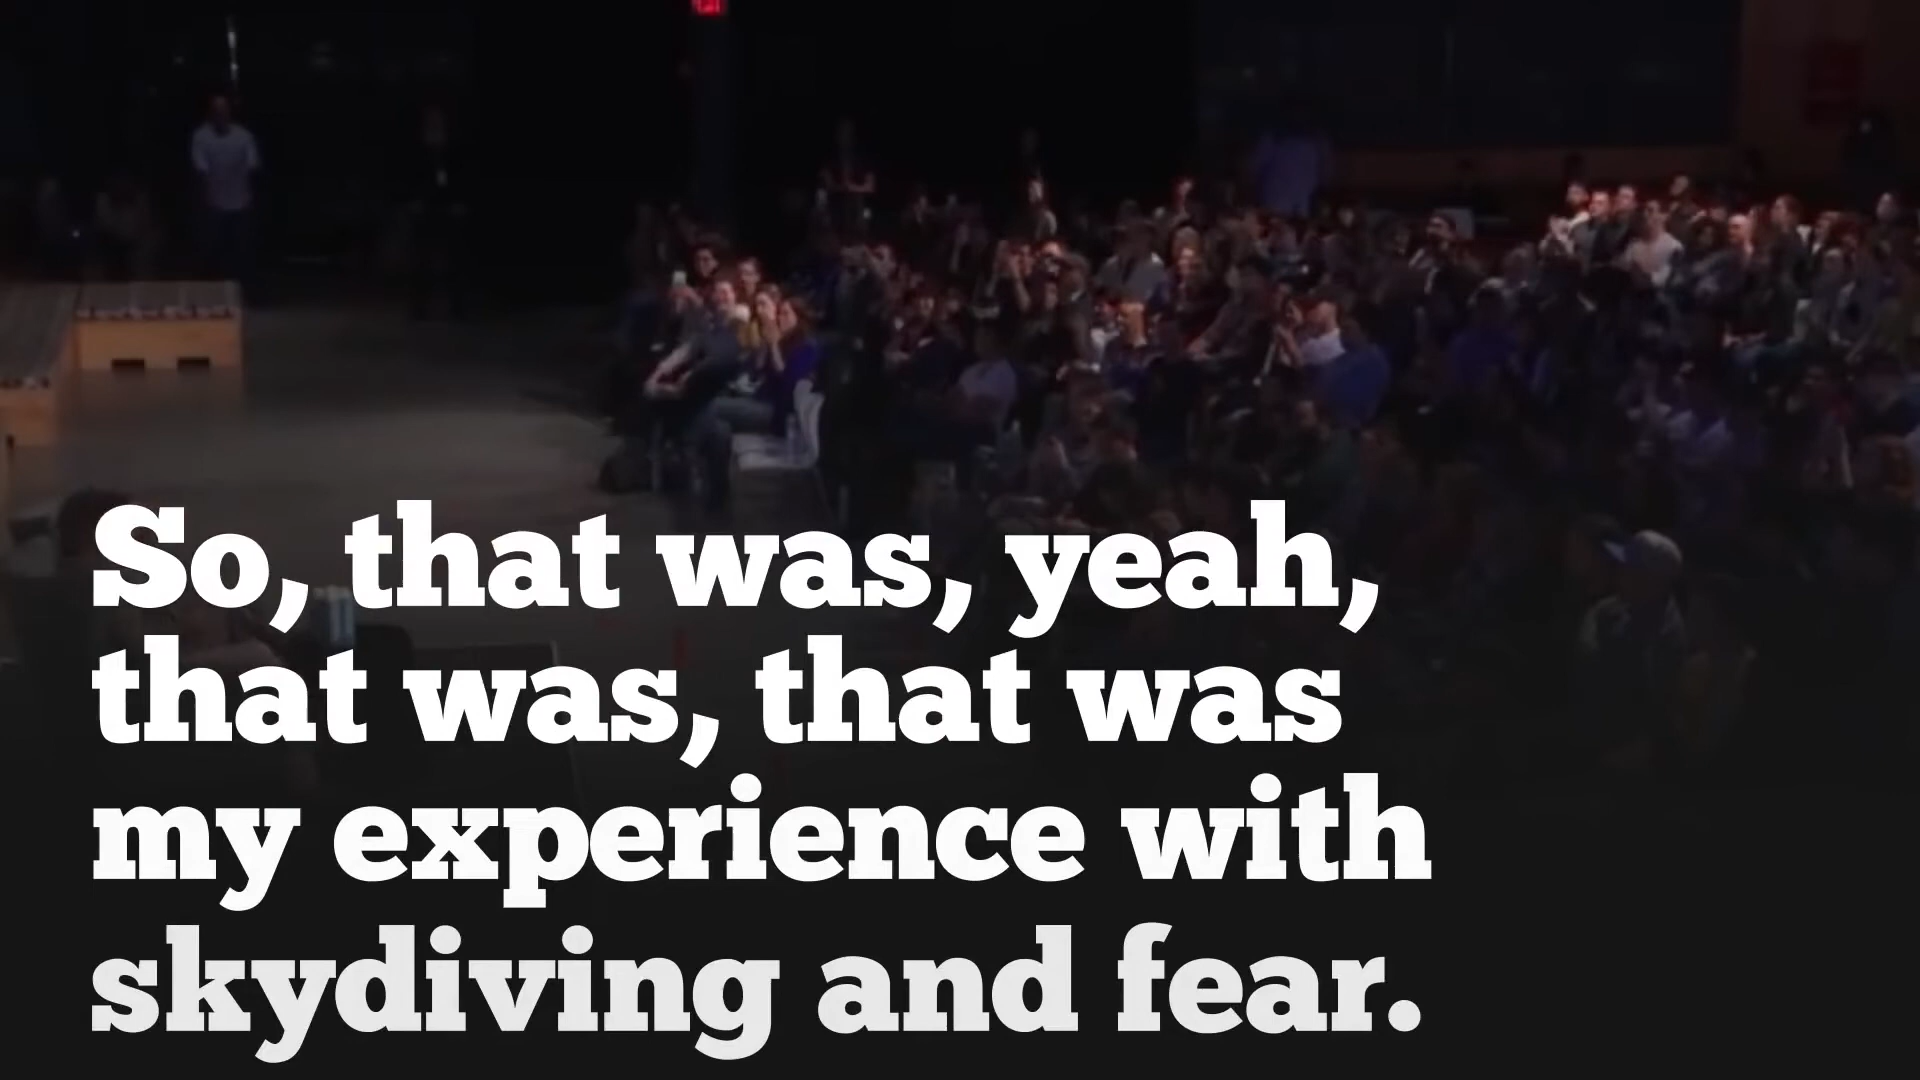 So, that was, yeah,
that was, that was
my experience with
skydiving and fear.